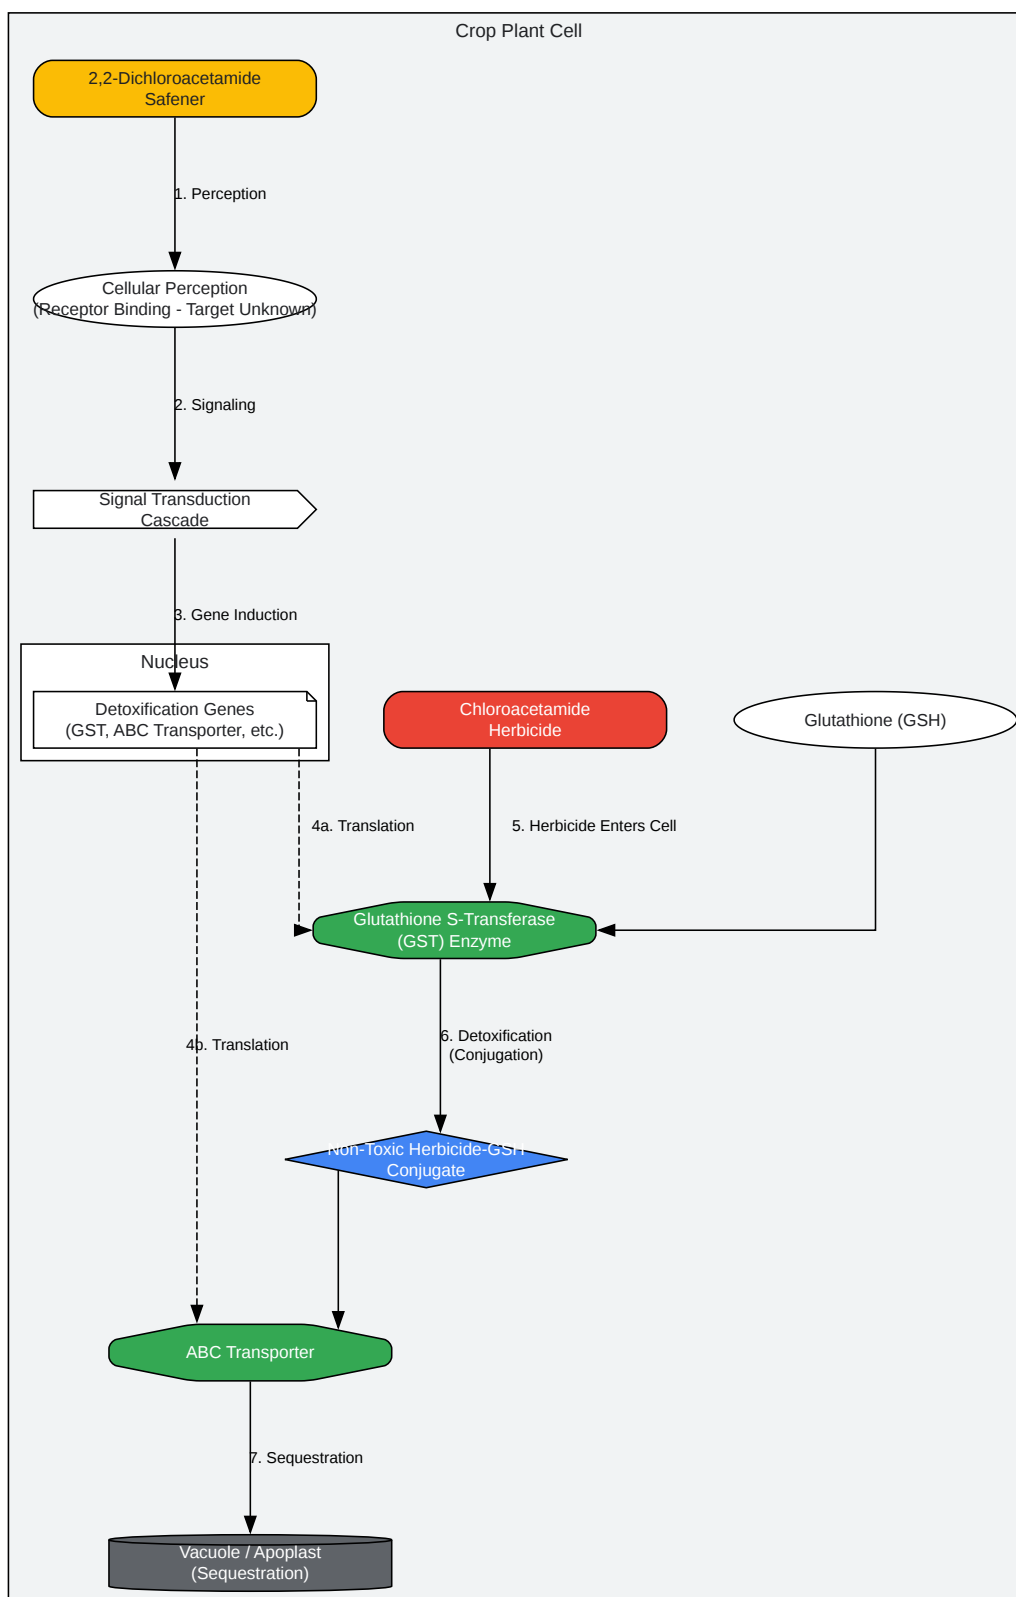 Crop Plant Cell
2,2-Dichloroacetamide
Safener
1. Perception
Cellular Perception
(Receptor Binding - Target Unknown)
2. Signaling
Signal Transduction
Cascade
3. Gene Induction
Nucleus
Detoxification Genes
(GST, ABC Transporter, etc.)
Chloroacetamide
Herbicide
Glutathione (GSH)
4a. Translation
5. Herbicide Enters Cell
Glutathione S-Transferase
(GST) Enzyme
4b. Translation
6. Detoxification
(Conjugation)
Non-Toxic Herbicide-GSH
Conjugate
ABC Transporter
7. Sequestration
Vacuole / Apoplast
(Sequestration)